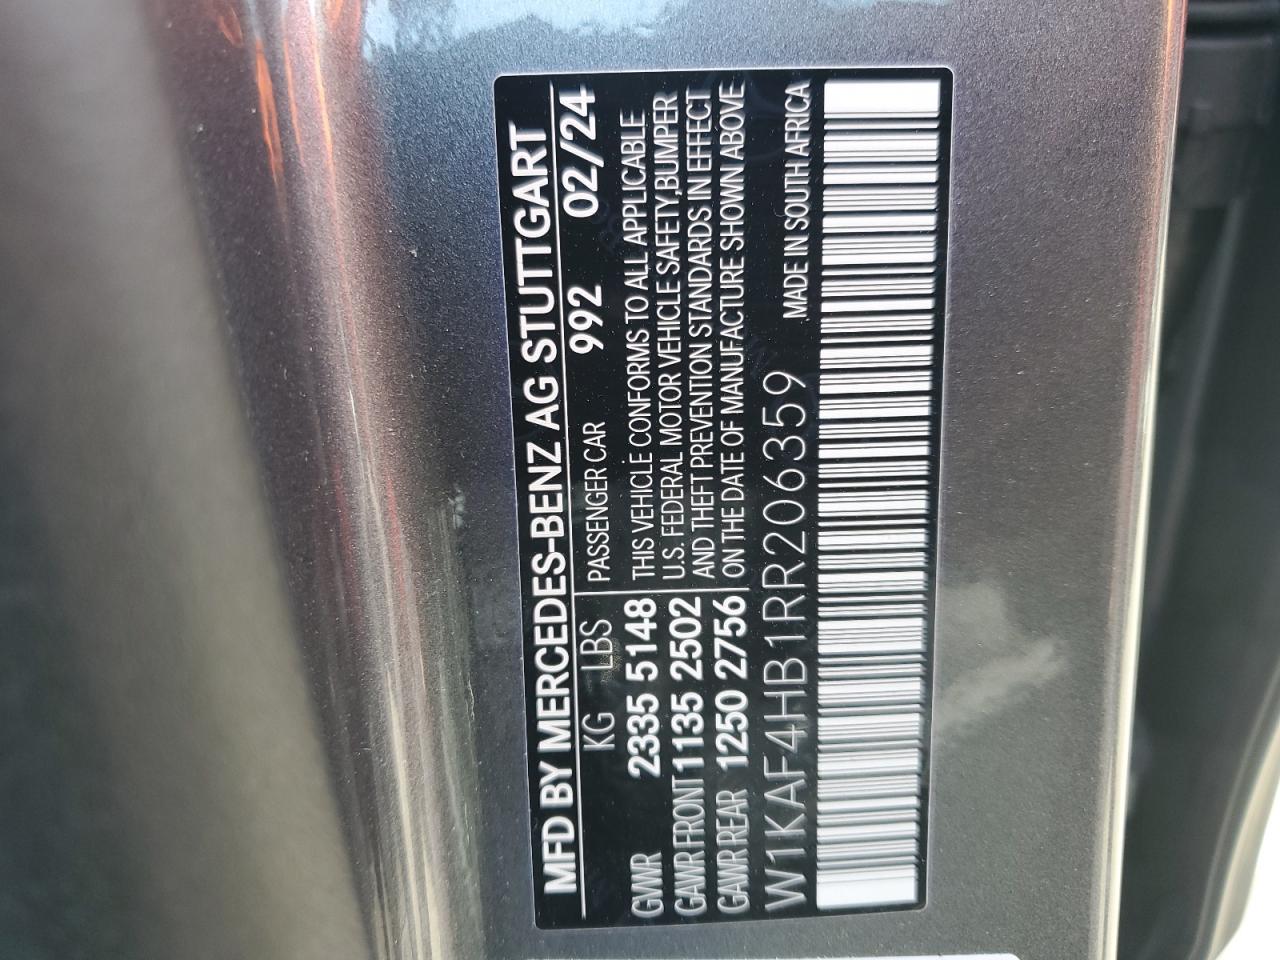 MFD BY MERCEDES-BENZ AG STUTTGART
KG LBS PASSENGER CAR 992 02/24
GWWR 2335 5148 THIS VEHICLE CONFORMS TO ALL APPLICABLE
GAWR FRONT 1135 2502 U.S. FEDERAL MOTOR VEHICLE SAFETY, BUMPER
GAWR REAR 1250 2756 AND THEFT PREVENTION STANDARDS IN EFFECT
ON THE DATE OF MANUFACTURE SHOWN ABOVE
W1KAF4HB1RR206359 MADE IN SOUTH AFRICA